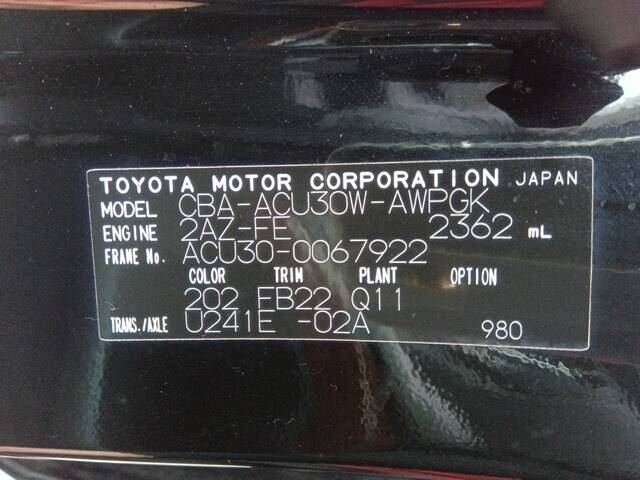 TOYOTA MOTOR CORPORATION JAPAN
MODEL CBA-ACU30W-AWPGK
ENGINE 2AZ-FE 2362 mL
FRAME No. ACU30-0067922
COLOR TRIM PLANT OPTION
202 FB22 Q11
TRANS./AXLE U241E -02A 980